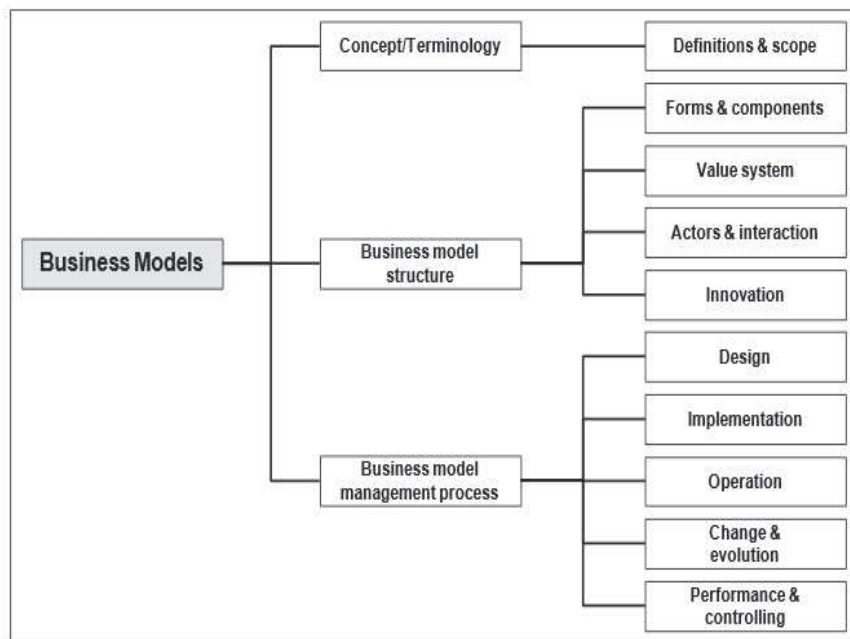 Concept/Terminology
Definitions & scope
Forms & components
Value system
Actors & interaction
Business Models
Business model
structure
Innovation
Design
Implementation
Business model
management process
Operation
Change &
evolution
Performance &
controlling